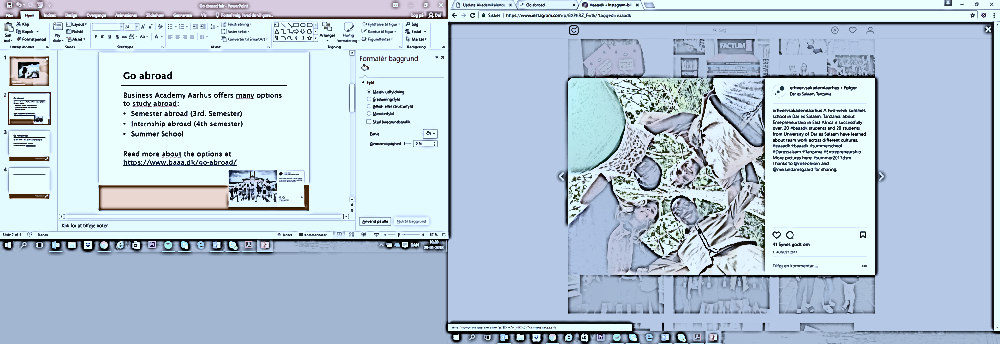 Go abroad fair - PowerPoint
Filer Hjem Indsæt Design Overgange Animationer Slideshow Gennemse Vis Fortæl mig, hvad du vil gøre... Log på Del
Sæt ind
Klip
Kopiér
Formatpensel
Udklipsholder
Ny slide
Layout
Nulstil
Afsnit
Slides
24
F K U S abc AV Aa A
Skrifttype
Tekstretning
Juster tekst
Konvertér til SmartArt
Afsnit
Arranger
Hurtig formatering
Fyldfarve til figur
Kontur til figur
Figureffekter
Tegning
Søg
Erstat
Markér
Redigering
1
2
3
4
Go abroad
Business Academy Aarhus offers many options
to study abroad:
• Semester abroad (3rd. Semester)
• Internship abroad (4th semester)
• Summer School
Read more about the options at
https://www.baaa.dk/go-abroad/
Formatér baggrund
Fyld
Massiv udfyldning
Gradueringsfyld
Billed- eller strukturfyld
Mønsterfyld
Skjul baggrundsgrafik
Farve
Gennemsigtighed 0 %
Anvend på alle Nulstil baggrund
Klik for at tilføje noter
Slide 2 of 4 Dansk Noter Kommentarer 67 %
DAN
10:20
29-01-2018
Update Akademikalende Go abroad #eaaadk • Instagram-bil
Sikker https://www.instagram.com/p/BXPhRZ_Fwtk/?tagged=eaaadk
Søg
FACTUM
erhvervsakademiaarhus • Følger
Dar es Salaam, Tanzania
erhvervsakademiaarhus A two-week summes
school in Dar es Salaam, Tanzania, about
Enrepreneurship in East Africa is successfully
over. 20 #baaadk students and 20 students
from University of Dar es Salaam have learned
about team work across different cultures.
#eaaadk #baaadk #summerschool
#Daressalaam #Tanzania #Entrepreneurship
More pictures here: #summer2017dsm
Thanks to @roseolesen and
@mikkeldamsgaard for sharing.
41 Synes godt om
1. AUGUST 2017
Tilføj en kommentar ...
https://www.instagram.com/p/BXHZn_vlKh2/?tagged=eaaadk